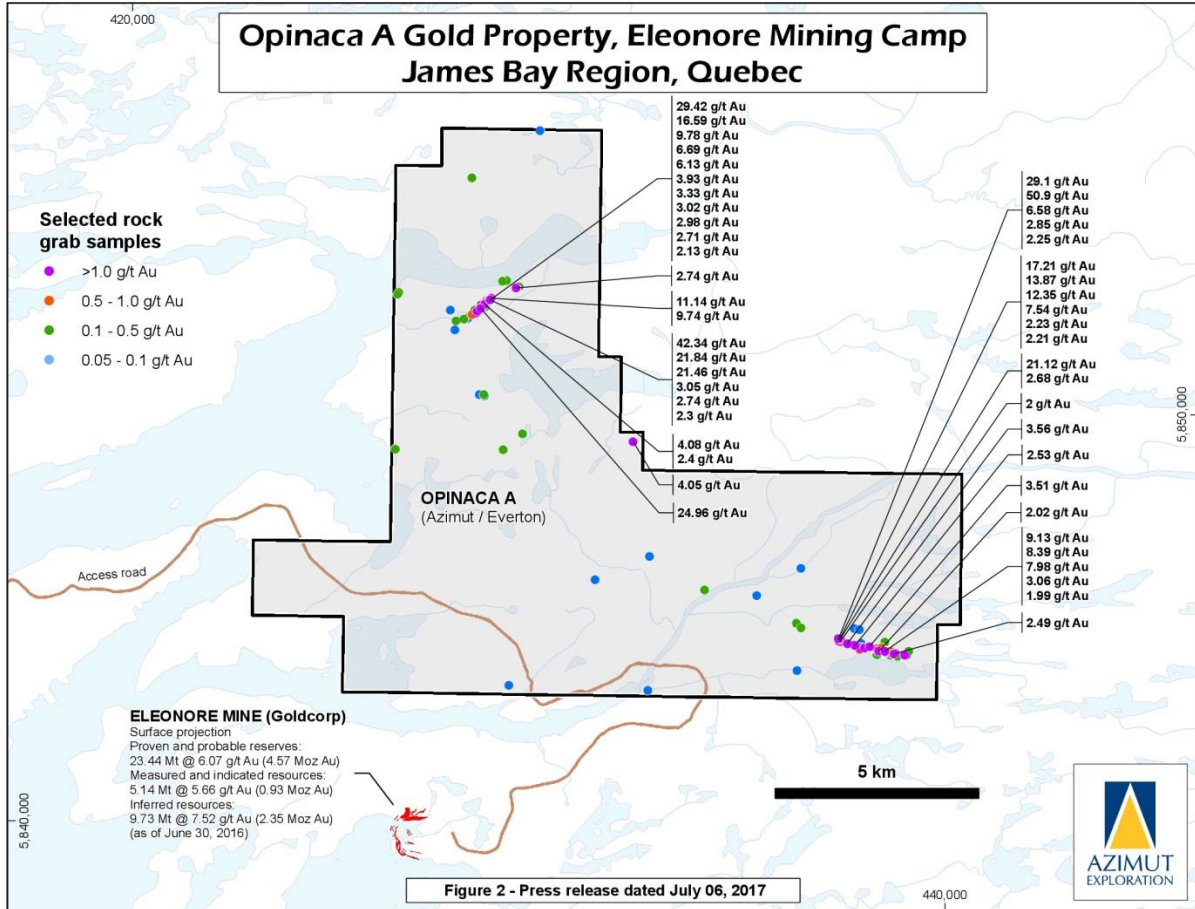 420,000
Opinaca A Gold Property, Eleonore Mining Camp
James Bay Region, Quebec
Selected rock
grab samples
>1.0 g/t Au
0.5 - 1.0 g/t Au
0.1 - 0.5 g/t Au
0.05 - 0.1 g/t Au
29.42 g/t Au
16.59 g/t Au
9.78 g/t Au
6.69 g/t Au
6.13 g/t Au
3.93 g/t Au
3.33 g/t Au
3.02 g/t Au
2.98 g/t Au
2.71 g/t Au
2.13 g/t Au
2.74 g/t Au
11.14 g/t Au
9.74 g/t Au
42.34 g/t Au
21.84 g/t Au
21.46 g/t Au
3.05 g/t Au
2.74 g/t Au
2.3 g/t Au
4.08 g/t Au
2.4 g/t Au
4.05 g/t Au
24.96 g/t Au
29.1 g/t Au
50.9 g/t Au
6.58 g/t Au
2.85 g/t Au
2.25 g/t Au
17.21 g/t Au
13.87 g/t Au
12.35 g/t Au
7.54 g/t Au
2.23 g/t Au
2.21 g/t Au
21.12 g/t Au
2.68 g/t Au
2 g/t Au
3.56 g/t Au
2.53 g/t Au
3.51 g/t Au
2.02 g/t Au
9.13 g/t Au
8.39 g/t Au
7.98 g/t Au
3.06 g/t Au
1.99 g/t Au
2.49 g/t Au
5,850,000
OPINACA A
(Azimut / Everton)
Access road
ELEONORE MINE (Goldcorp)
Surface projection
Proven and probable reserves:
23.44 Mt @ 6.07 g/t Au (4.57 Moz Au)
Measured and indicated resources:
5.14 Mt @ 5.66 g/t Au (0.93 Moz Au)
Inferred resources:
9.73 Mt @ 7.52 g/t Au (2.35 Moz Au)
(as of June 30, 2016)
5 km
5,840,000
AZIMUT
EXPLORATION
Figure 2 - Press release dated July 06, 2017
440,000